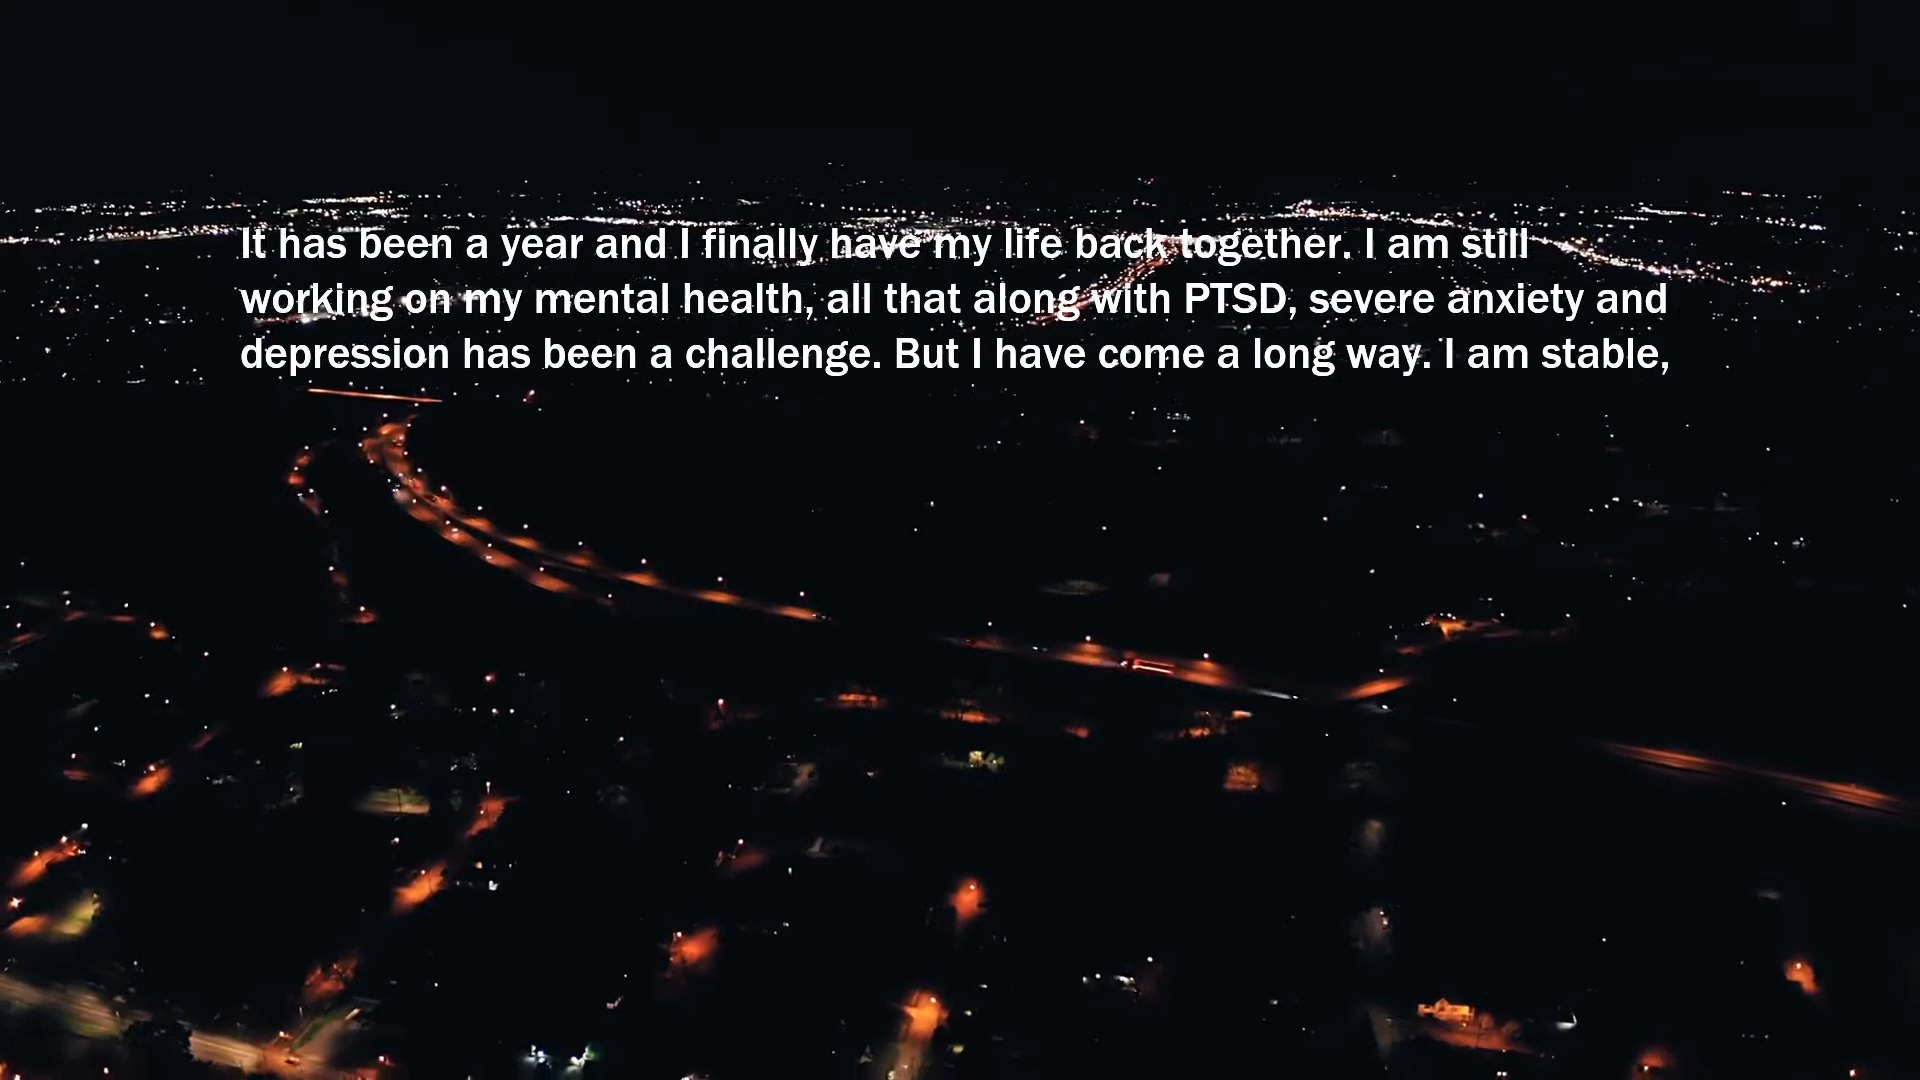 It has been a year and I finally have my life back together. I am still
working on my mental health, all that along with PTSD, severe anxiety and
depression has been a challenge. But I have come a long way. I am stable,